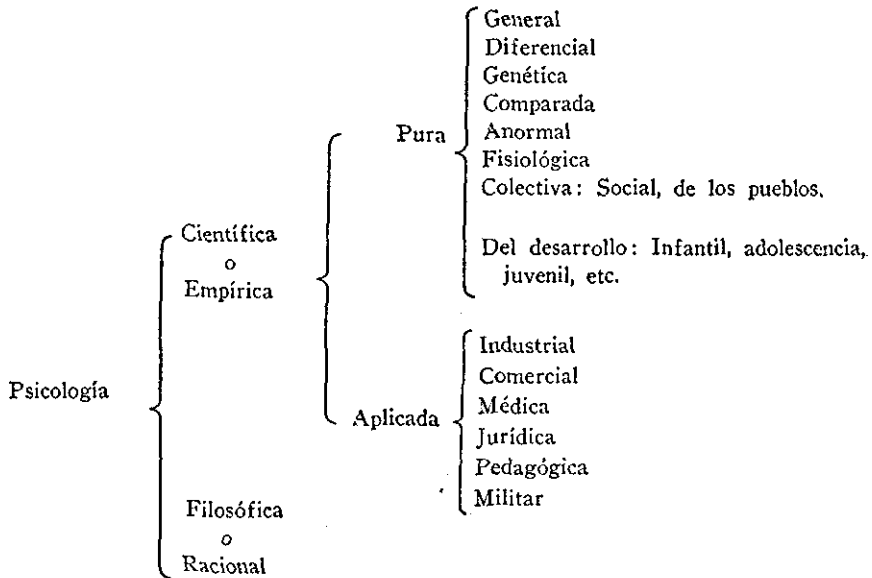 General
Diferencial
Genética
Comparada
Pura
Anormal
Fisiológica
Colectiva: Social, de los pueblos.
Científica
o
Empírica
Del desarrollo: Infantil, adolescencia,
juvenil, etc.
Industrial
Comercial
Psicología
Médica
Aplicada
Jurídica
Pedagógica
Militar
Filosófica
o
Racional